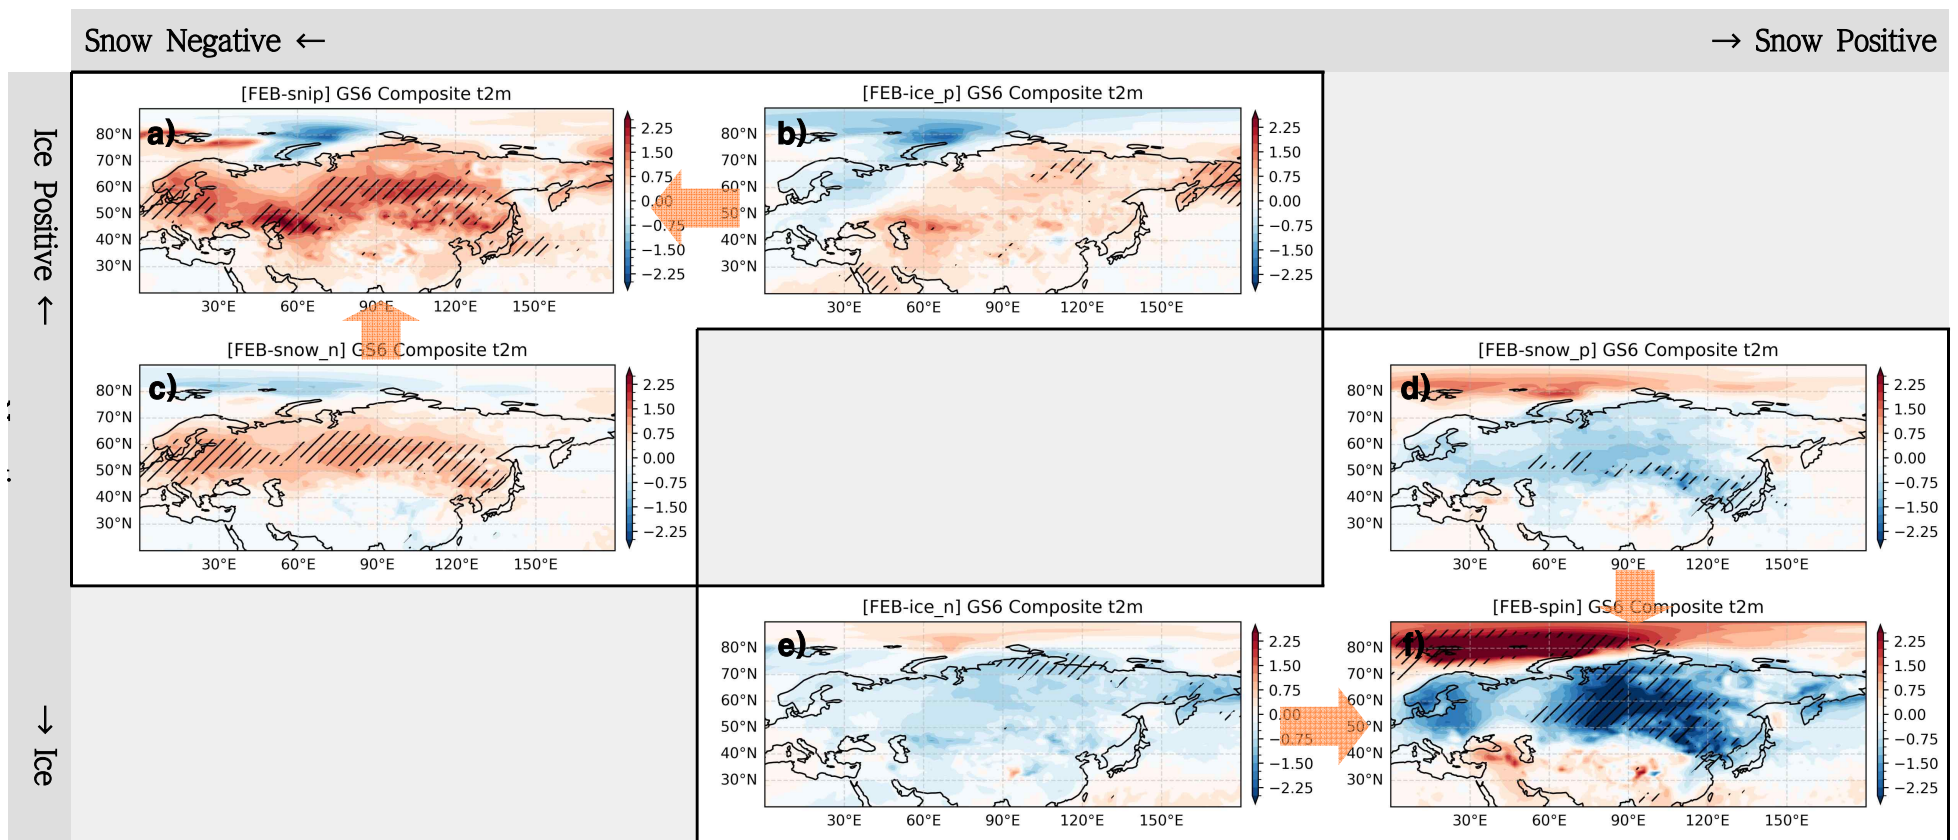 Snow Negative ←
→ Snow Positive
Ice Positive ←
→ Ice
[FEB-snip] GS6 Composite t2m
a)
80°N
70°N
60°N
50°N
40°N
30°N
30°E 60°E 90°E 120°E 150°E
2.25
1.50
0.75
0.00
−0.75
−1.50
−2.25
[FEB-ice_p] GS6 Composite t2m
b)
80°N
70°N
60°N
50°N
40°N
30°N
30°E 60°E 90°E 120°E 150°E
2.25
1.50
0.75
0.00
−0.75
−1.50
−2.25
[FEB-snow_n] GS6 Composite t2m
c)
80°N
70°N
60°N
50°N
40°N
30°N
30°E 60°E 90°E 120°E 150°E
2.25
1.50
0.75
0.00
−0.75
−1.50
−2.25
[FEB-snow_p] GS6 Composite t2m
d)
80°N
70°N
60°N
50°N
40°N
30°N
30°E 60°E 90°E 120°E 150°E
2.25
1.50
0.75
0.00
−0.75
−1.50
−2.25
[FEB-ice_n] GS6 Composite t2m
e)
80°N
70°N
60°N
50°N
40°N
30°N
30°E 60°E 90°E 120°E 150°E
2.25
1.50
0.75
0.00
−0.75
−1.50
−2.25
[FEB-spin] GS6 Composite t2m
f)
80°N
70°N
60°N
50°N
40°N
30°N
30°E 60°E 90°E 120°E 150°E
2.25
1.50
0.75
0.00
−0.75
−1.50
−2.25